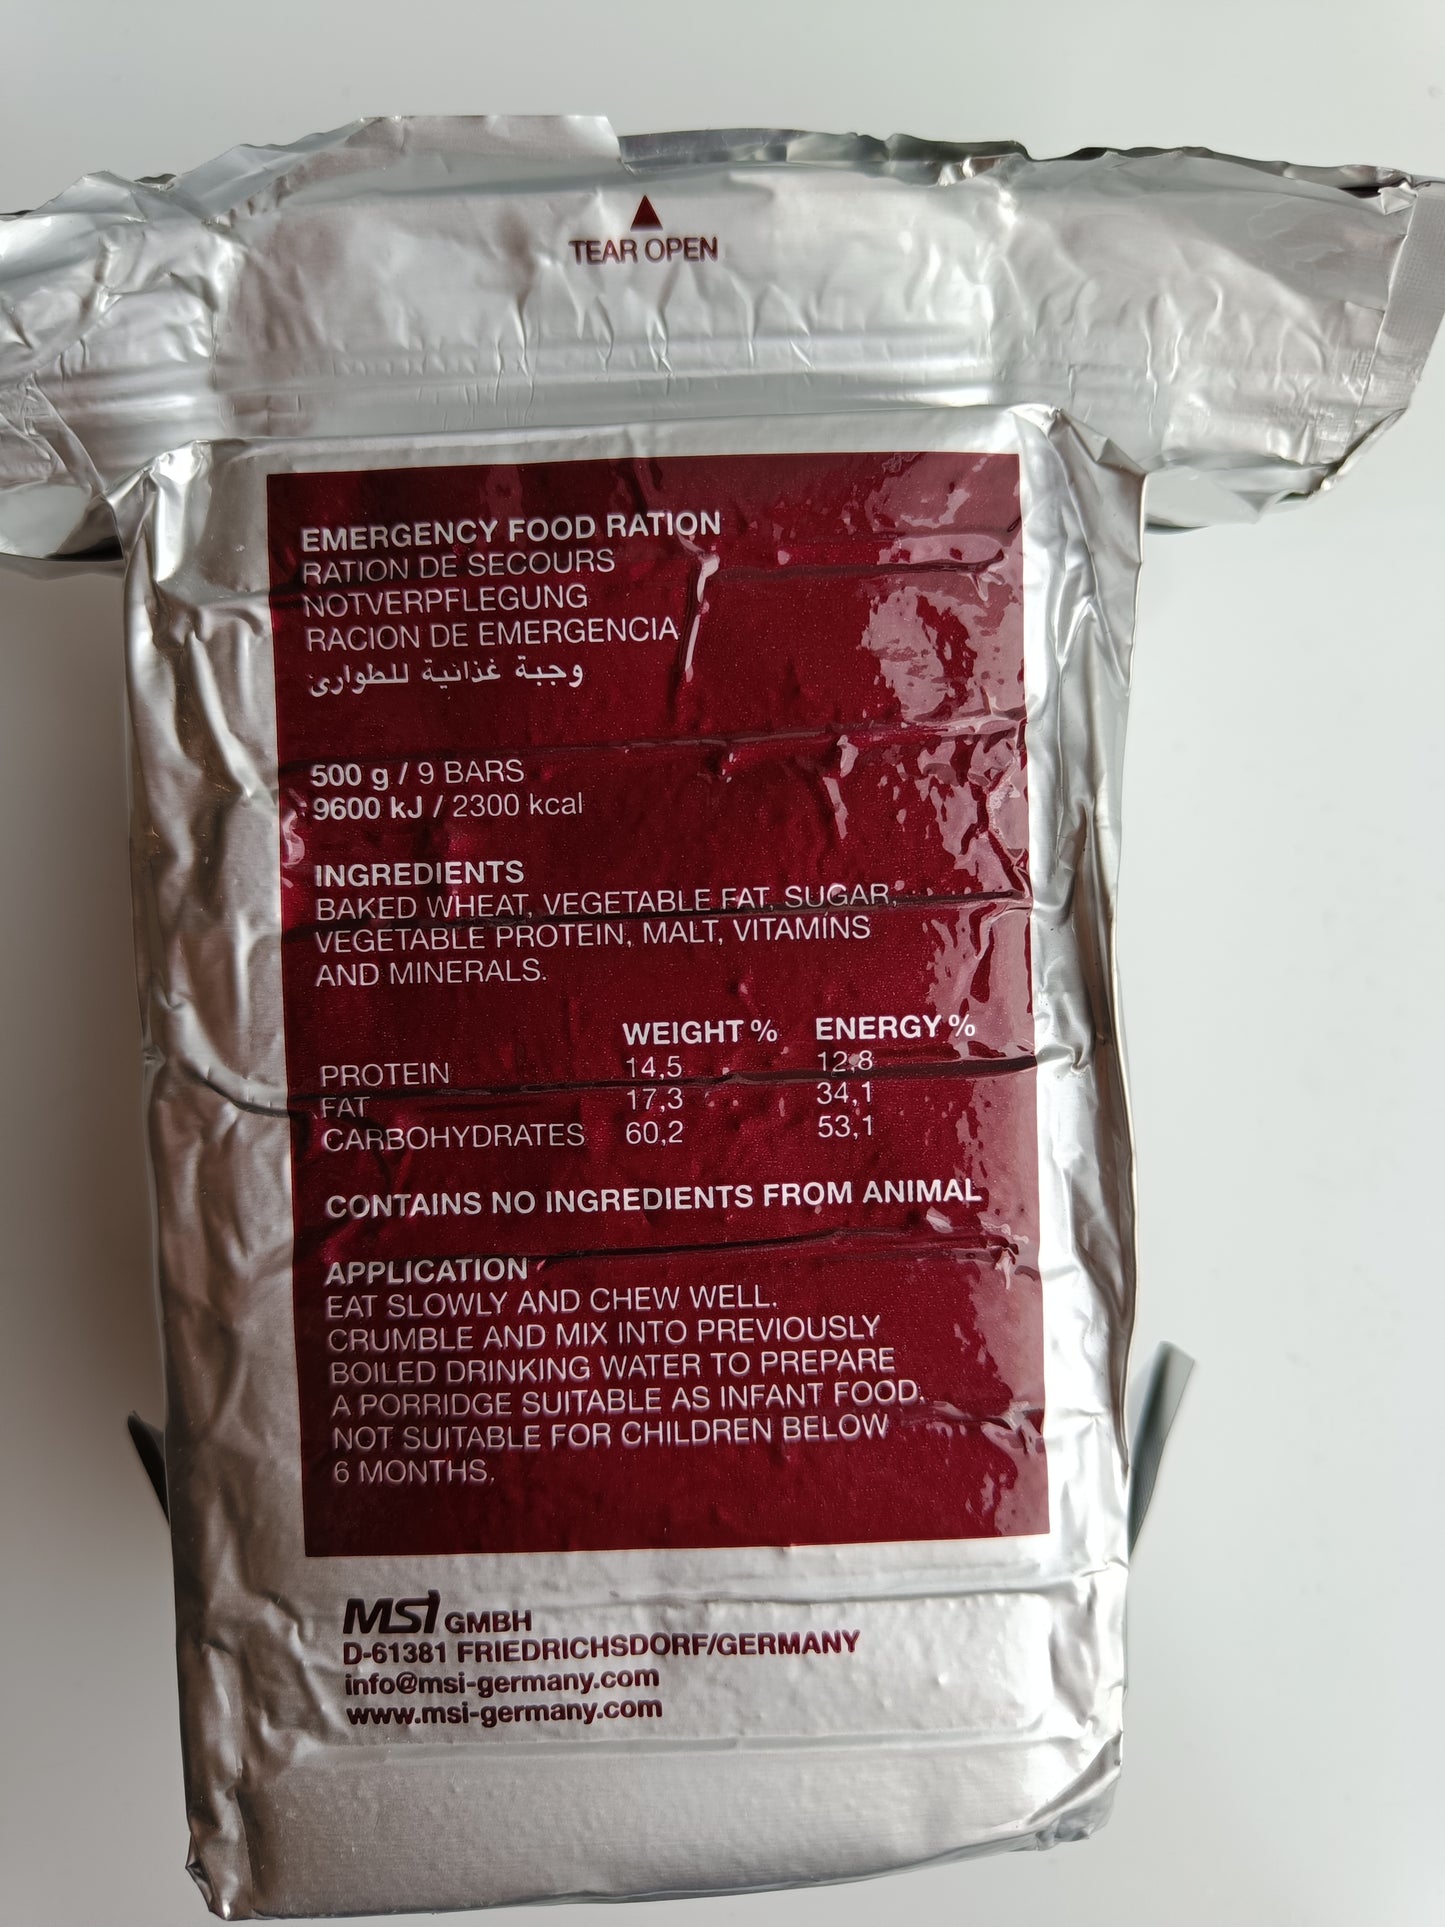 TEAR OPEN
EMERGENCY FOOD RATION
RATION DE SECOURS
NOTVERPFLEGUNG
RACION DE EMERGENCIA
وجبة غذائية للطوارى
500 g / 9 BARS
9600 kJ / 2300 kcal
INGREDIENTS
BAKED WHEAT, VEGETABLE FAT, SUGAR,
VEGETABLE PROTEIN, MALT, VITAMINS
AND MINERALS.
WEIGHT % ENERGY %
PROTEIN 14,5 12,8
FAT 17,3 34,1
CARBOHYDRATES 60,2 53,1
CONTAINS NO INGREDIENTS FROM ANIMAL
APPLICATION
EAT SLOWLY AND CHEW WELL.
CRUMBLE AND MIX INTO PREVIOUSLY
BOILED DRINKING WATER TO PREPARE
A PORRIDGE SUITABLE AS INFANT FOOD.
NOT SUITABLE FOR CHILDREN BELOW
6 MONTHS.
MSI GMBH
D-61381 FRIEDRICHSDORF/GERMANY
info@msi-germany.com
www.msi-germany.com